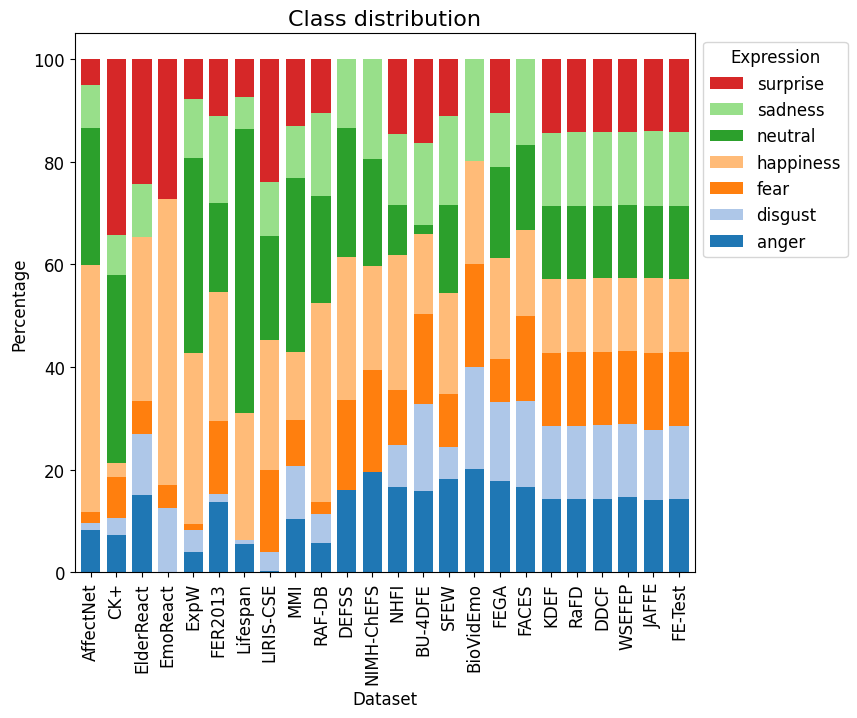 Class distribution
100
80
60
40
20
0
Percentage
AffectNet
CK+
ElderReact
EmoReact
ExpW
FER2013
Lifespan
LIRIS-CSE
MMI
RAF-DB
DEFSS
NIMH-ChEFS
NHFI
BU-4DFE
SFEW
BioVidEmo
FEGA
FACES
KDEF
RaFD
DDCF
WSEFEP
JAFFE
FE-Test
Dataset
Expression
surprise
sadness
neutral
happiness
fear
disgust
anger